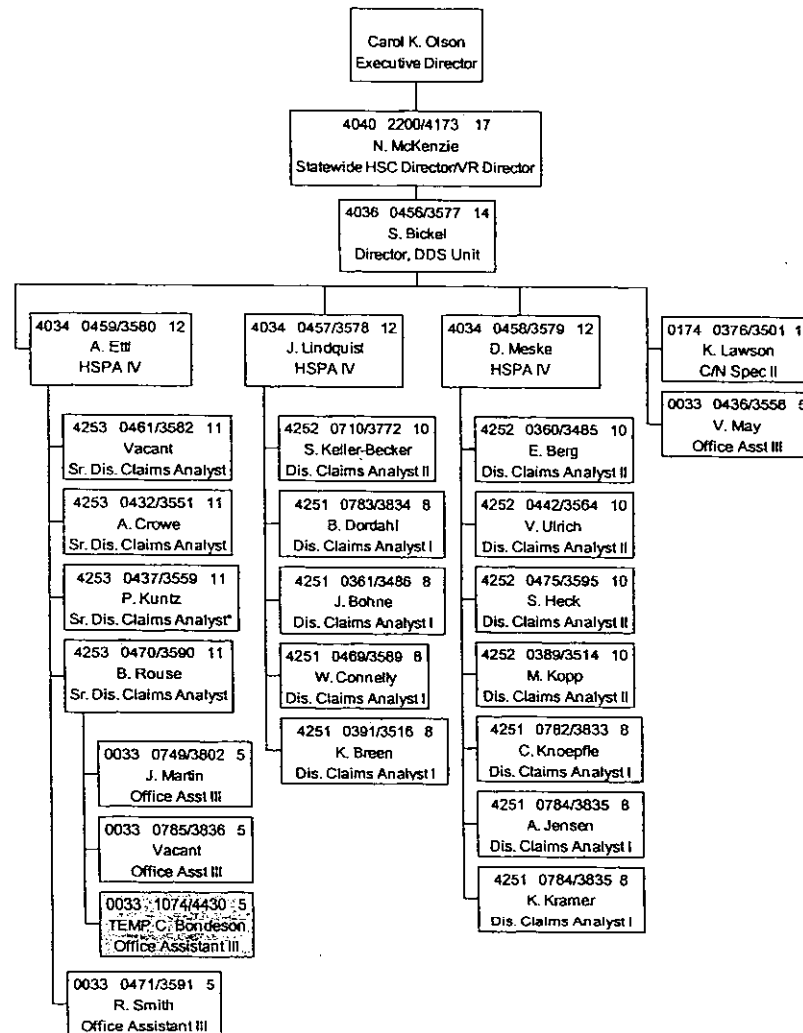 Carol K. Olson
Executive Director
4040 2200/4173 17
N. McKenzie
Statewide HSC Director/VR Director
4036 0456/3577 14
S. Bickel
Director, DDS Unit
4034 0459/3580 12
A. Ettl
HSPA IV
4253 0461/3582 11
Vacant
Sr. Dis. Claims Analyst
4253 0432/3551 11
A. Crowe
Sr. Dis. Claims Analyst
4253 0437/3559 11
P. Kuntz
Sr. Dis. Claims Analyst*
4253 0470/3590 11
B. Rouse
Sr. Dis. Claims Analyst
0033 0749/3802 5
J. Martin
Office Asst III
0033 0785/3836 5
Vacant
Office Asst III
0033 1074/4430 5
TEMP C. Bondeson
Office Assistant III
0033 0471/3591 5
R. Smith
Office Assistant III
4034 0457/3578 12
J. Lindquist
HSPA IV
4252 0710/3772 10
S. Keller-Becker
Dis. Claims Analyst II
4251 0783/3834 8
B. Dordahl
Dis. Claims Analyst I
4251 0361/3486 8
J. Bohne
Dis. Claims Analyst I
4251 0469/3589 8
W. Connelly
Dis. Claims Analyst I
4251 0391/3516 8
K. Breen
Dis. Claims Analyst I
4034 0458/3579 12
D. Meske
HSPA IV
4252 0360/3485 10
E. Berg
Dis. Claims Analyst II
4252 0442/3564 10
V. Ulrich
Dis. Claims Analyst II
4252 0475/3595 10
S. Heck
Dis. Claims Analyst II
4252 0389/3514 10
M. Kopp
Dis. Claims Analyst II
4251 0782/3833 8
C. Knoepfle
Dis. Claims Analyst I
4251 0784/3835 8
A. Jensen
Dis. Claims Analyst I
4251 0784/3835 8
K. Kramer
Dis. Claims Analyst I
0174 0376/3501
K. Lawson
C/N Spec II
0033 0436/3558 5
V. May
Office Asst III